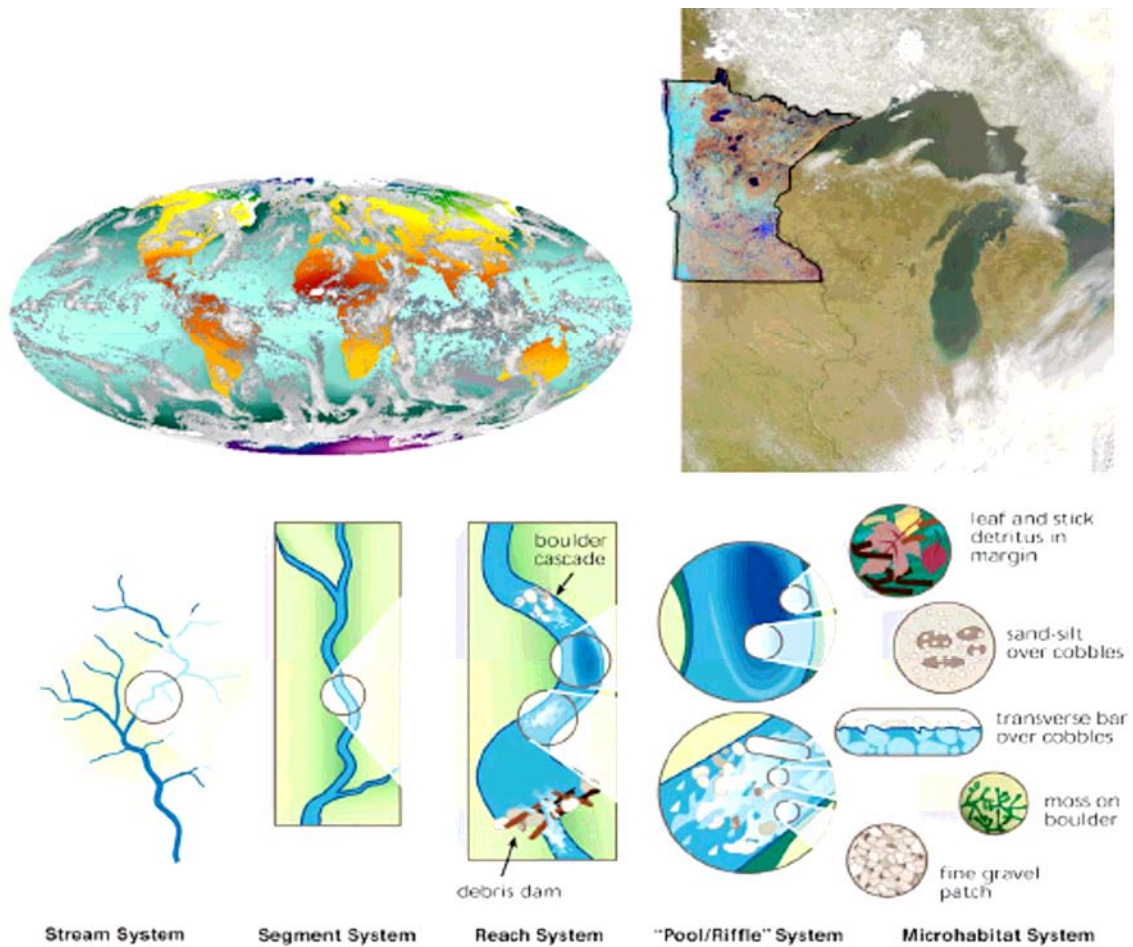 boulder
cascade
debris dam
leaf and stick
detritus in
margin
sand-silt
over cobbles
transverse bar
over cobbles
moss on
boulder
fine gravel
patch
Stream System
Segment System
Reach System
"Pool/Riffle" System
Microhabitat System